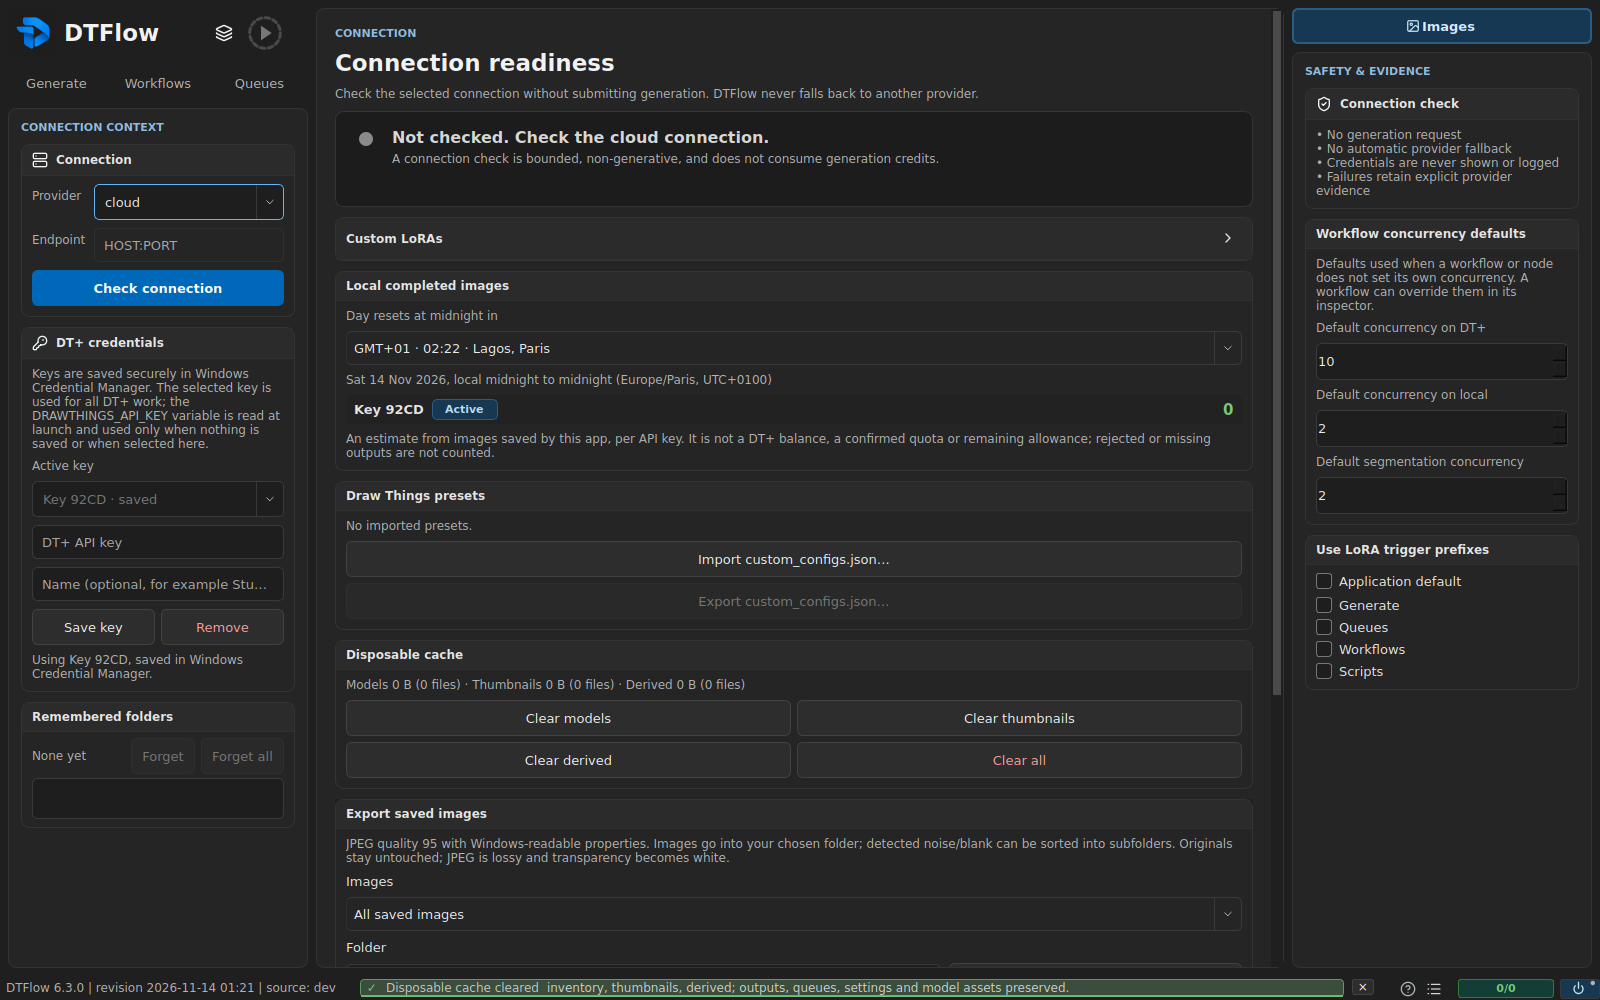 DTFlow
Generate Workflows Queues
CONNECTION CONTEXT
Connection
Provider cloud
Endpoint HOST:PORT
Check connection
DT+ credentials
Keys are saved securely in Windows
Credential Manager. The selected key is
used for all DT+ work; the
DRAWTHINGS_API_KEY variable is read at
launch and used only when nothing is
saved or when selected here.
Active key
Key 92CD · saved
DT+ API key
Name (optional, for example Stu...
Save key Remove
Using Key 92CD, saved in Windows
Credential Manager.
Remembered folders
None yet Forget Forget all
CONNECTION
Connection readiness
Check the selected connection without submitting generation. DTFlow never falls back to another provider.
Not checked. Check the cloud connection.
A connection check is bounded, non-generative, and does not consume generation credits.
Custom LoRAs
Local completed images
Day resets at midnight in
GMT+01 · 02:22 · Lagos, Paris
Sat 14 Nov 2026, local midnight to midnight (Europe/Paris, UTC+0100)
Key 92CD Active 0
An estimate from images saved by this app, per API key. It is not a DT+ balance, a confirmed quota or remaining allowance; rejected or missing
outputs are not counted.
Draw Things presets
No imported presets.
Import custom_configs.json...
Export custom_configs.json...
Disposable cache
Models 0 B (0 files) · Thumbnails 0 B (0 files) · Derived 0 B (0 files)
Clear models Clear thumbnails
Clear derived Clear all
Export saved images
JPEG quality 95 with Windows-readable properties. Images go into your chosen folder; detected noise/blank can be sorted into subfolders. Originals
stay untouched; JPEG is lossy and transparency becomes white.
Images
All saved images
Folder
Images
SAFETY & EVIDENCE
Connection check
• No generation request
• No automatic provider fallback
• Credentials are never shown or logged
• Failures retain explicit provider
evidence
Workflow concurrency defaults
Defaults used when a workflow or node
does not set its own concurrency. A
workflow can override them in its
inspector.
Default concurrency on DT+
10
Default concurrency on local
2
Default segmentation concurrency
2
Use LoRA trigger prefixes
Application default
Generate
Queues
Workflows
Scripts
DTFlow 6.3.0 | revision 2026-11-14 01:21 | source: dev
✓ Disposable cache cleared inventory, thumbnails, derived; outputs, queues, settings and model assets preserved.
0/0